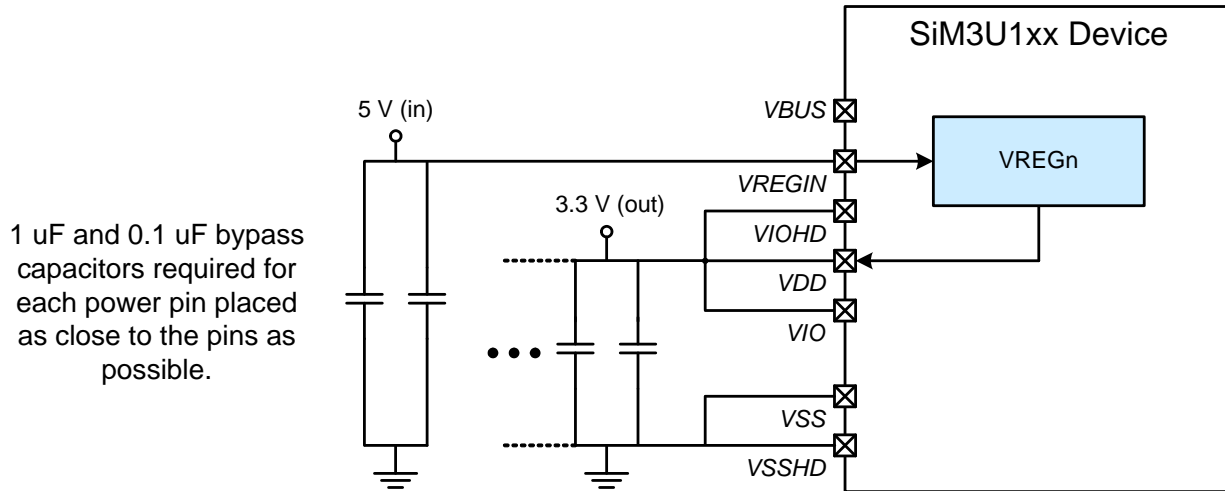 SiM3U1xx Device
5 V (in)
VBUS
VREGn
VREGIN
3.3 V (out)
VIOHD
1 uF and 0.1 uF bypass
capacitors required for
each power pin placed
as close to the pins as
possible.
VDD
VIO
VSS
VSSHD